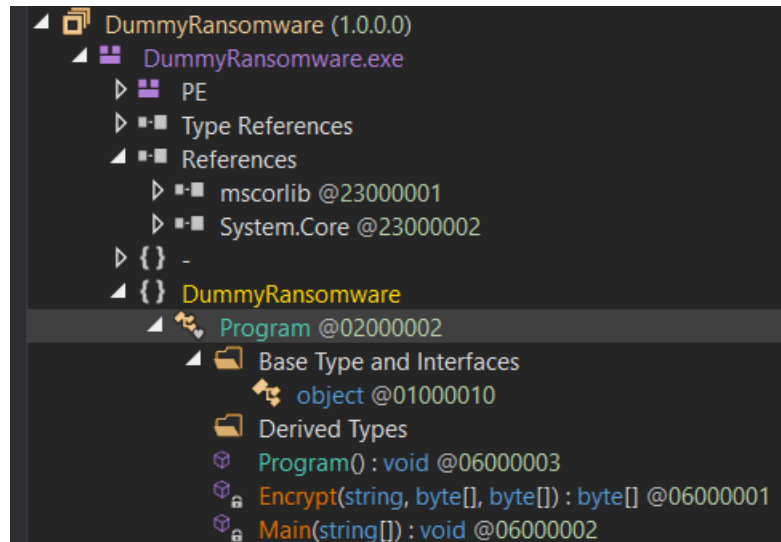 DummyRansomware (1.0.0.0)
DummyRansomware.exe
PE
Type References
References
mscorlib @23000001
System.Core @23000002
{ } -
{ } DummyRansomware
Program @02000002
Base Type and Interfaces
object @01000010
Derived Types
Program() : void @06000003
Encrypt(string, byte[], byte[]) : byte[] @06000001
Main(string[]) : void @06000002